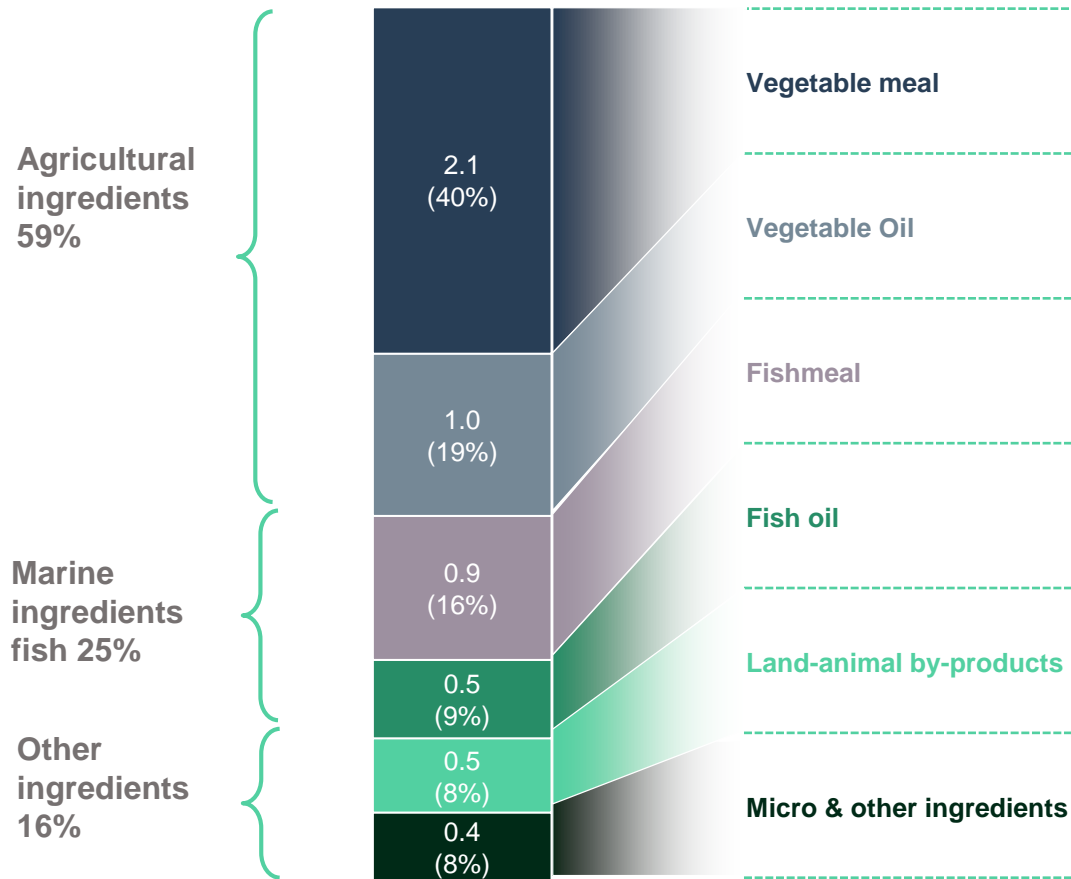 Agricultural
ingredients
59%
Marine
ingredients
fish 25%
Other
ingredients
16%
2.1
(40%)
1.0
(19%)
0.9
(16%)
0.5
(9%)
0.5
(8%)
0.4
(8%)
Vegetable meal
Vegetable Oil
Fishmeal
Fish oil
Land-animal by-products
Micro & other ingredients